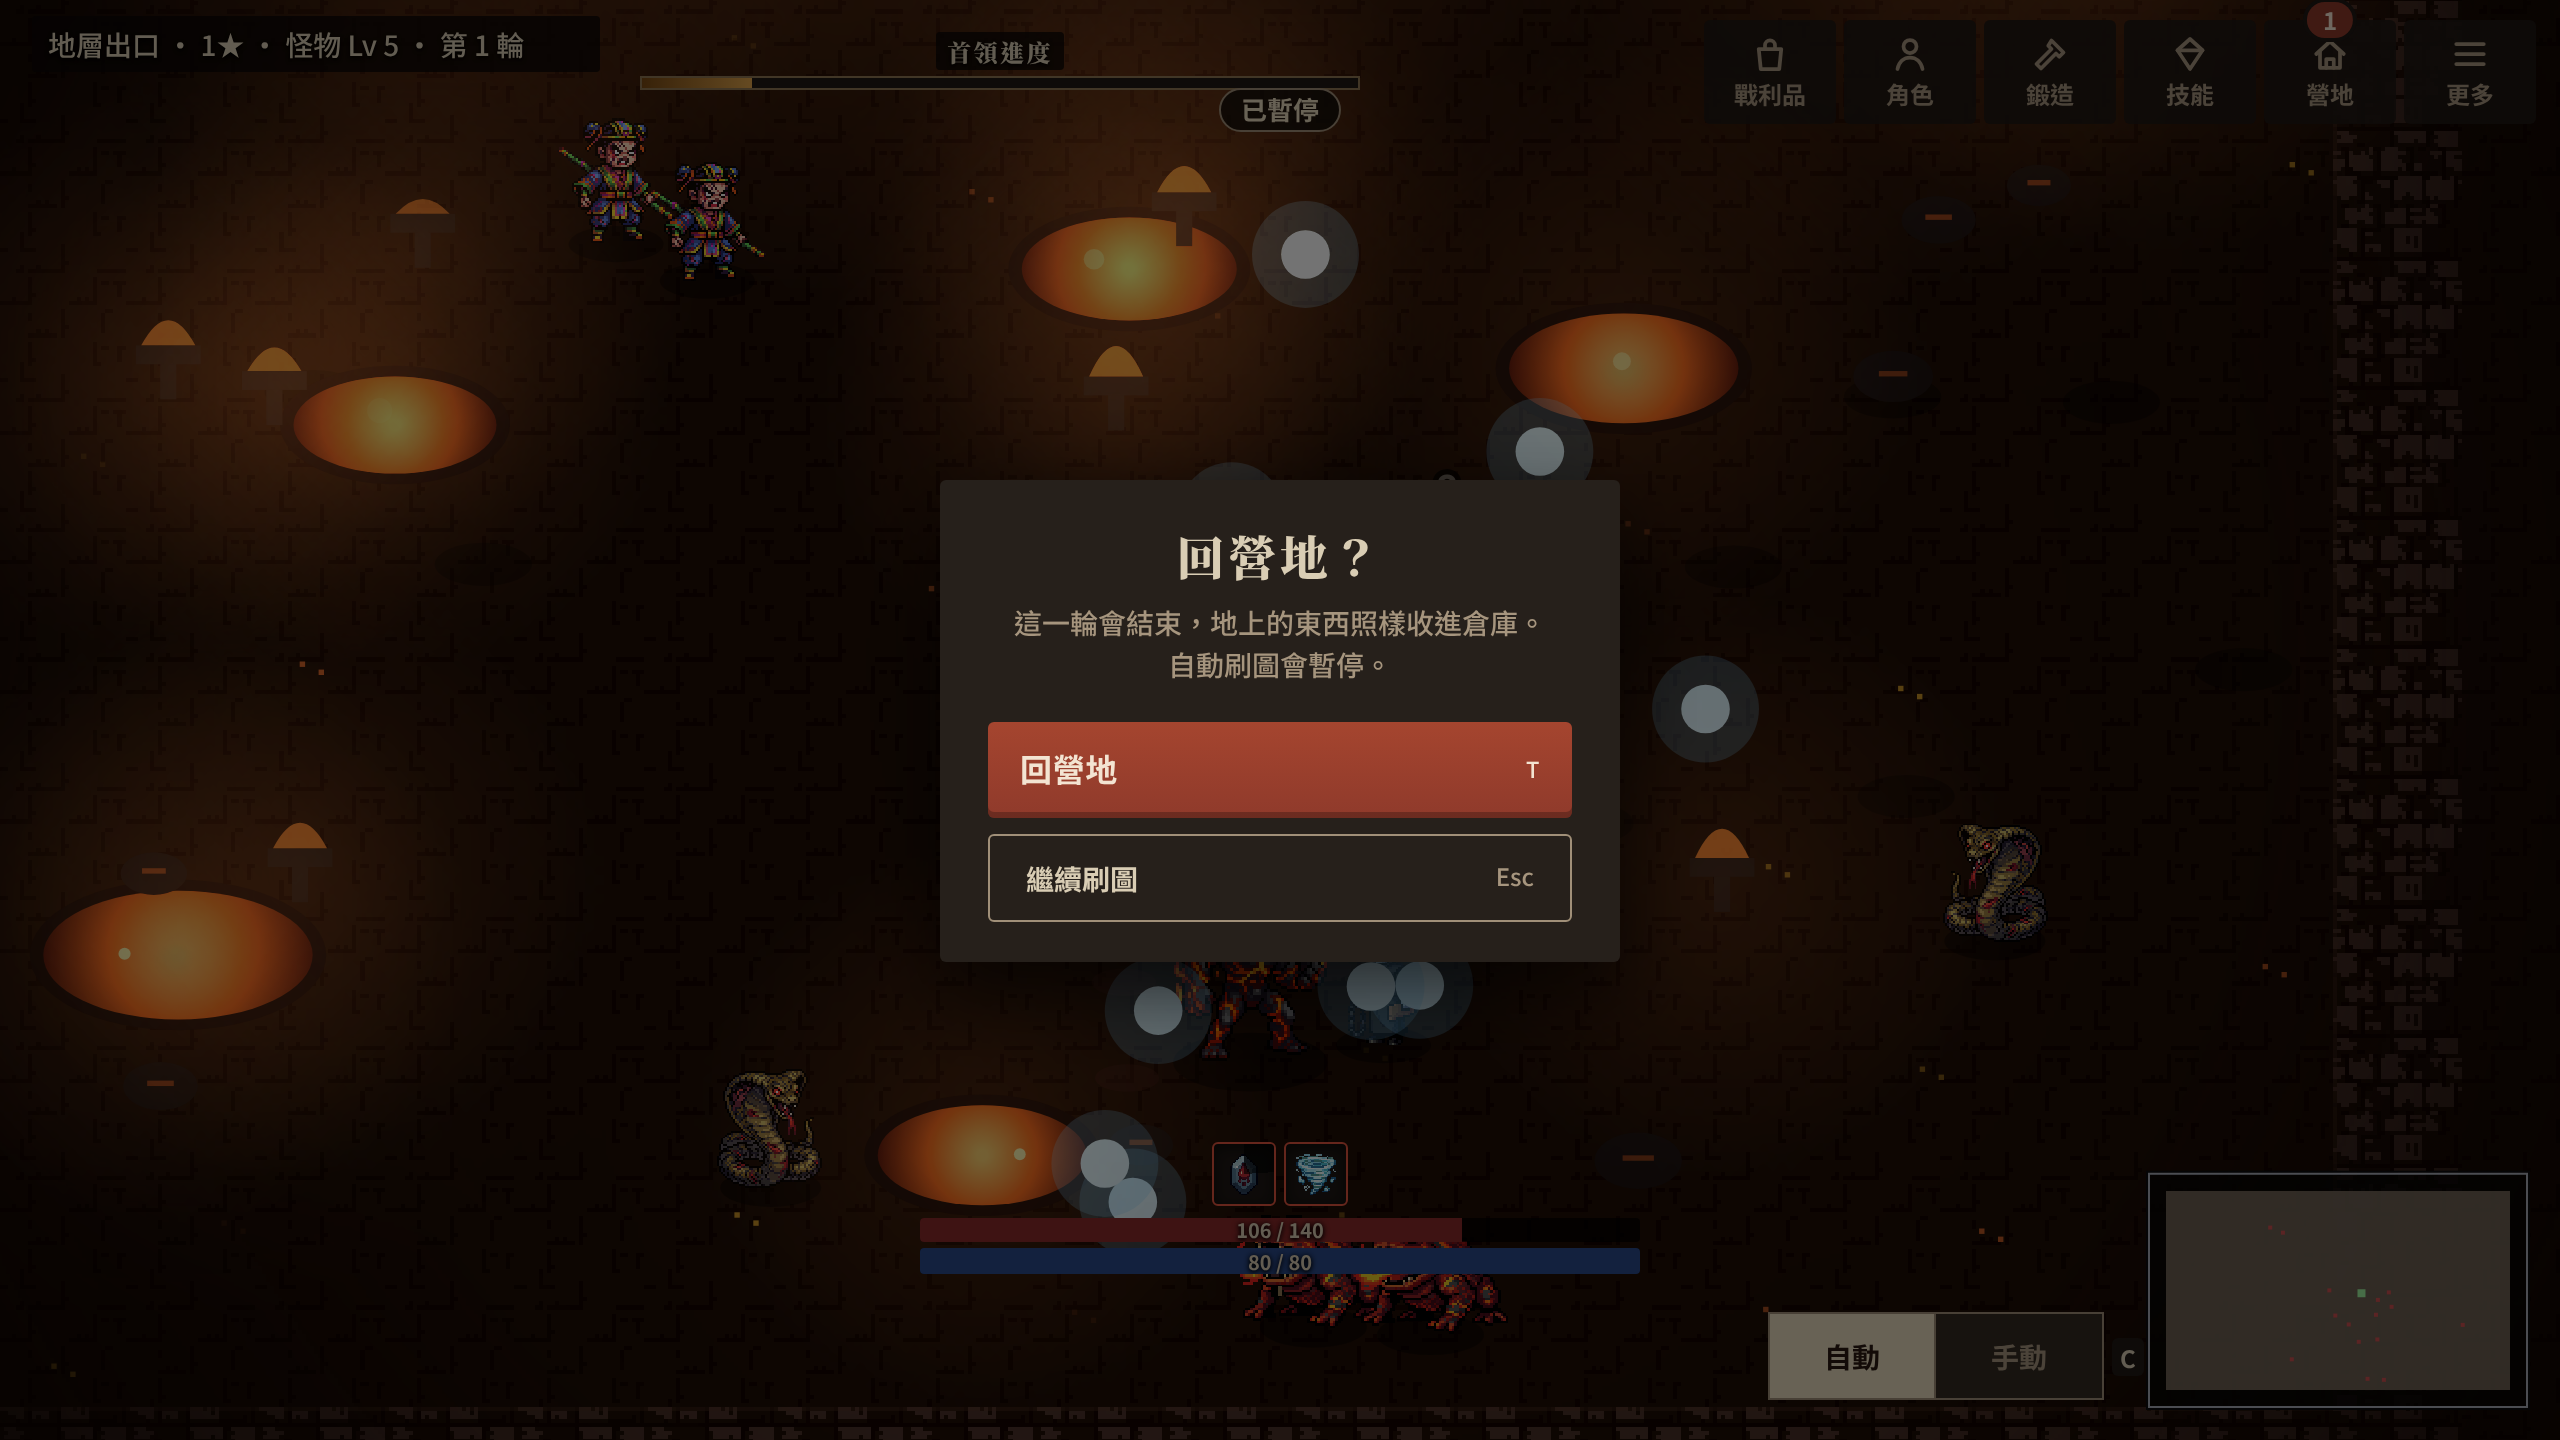 地層出口 · 1★ · 怪物 Lv 5 · 第 1 輪
首領進度
已暫停
1
戰利品
角色
鍛造
技能
營地
更多
回營地？
這一輪會結束，地上的東西照樣收進倉庫。
自動刷圖會暫停。
回營地 T
繼續刷圖 Esc
106 / 140
80 / 80
自動
手動
C